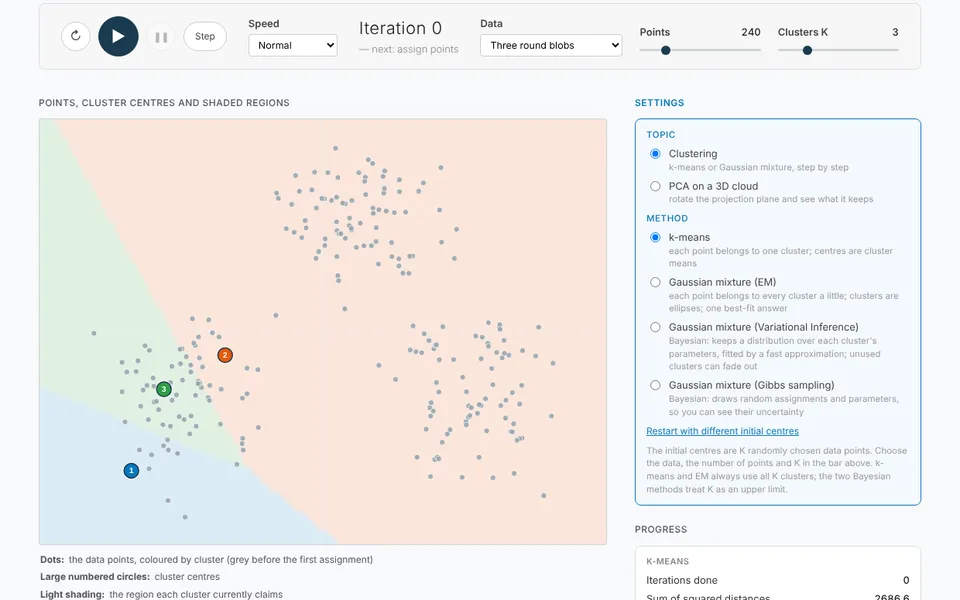 Step
Speed
Normal
Iteration 0
— next: assign points
Data
Three round blobs
Points 240
Clusters K 3
POINTS, CLUSTER CENTRES AND SHADED REGIONS
2
3
1
Dots: the data points, coloured by cluster (grey before the first assignment)
Large numbered circles: cluster centres
Light shading: the region each cluster currently claims
SETTINGS
TOPIC
Clustering
k-means or Gaussian mixture, step by step
PCA on a 3D cloud
rotate the projection plane and see what it keeps
METHOD
k-means
each point belongs to one cluster; centres are cluster
means
Gaussian mixture (EM)
each point belongs to every cluster a little; clusters are
ellipses; one best-fit answer
Gaussian mixture (Variational Inference)
Bayesian: keeps a distribution over each cluster's
parameters, fitted by a fast approximation; unused
clusters can fade out
Gaussian mixture (Gibbs sampling)
Bayesian: draws random assignments and parameters,
so you can see their uncertainty
Restart with different initial centres
The initial centres are K randomly chosen data points. Choose
the data, the number of points and K in the bar above. k-
means and EM always use all K clusters; the two Bayesian
methods treat K as an upper limit.
PROGRESS
K-MEANS
Iterations done 0
Sum of squared distances 2686.6